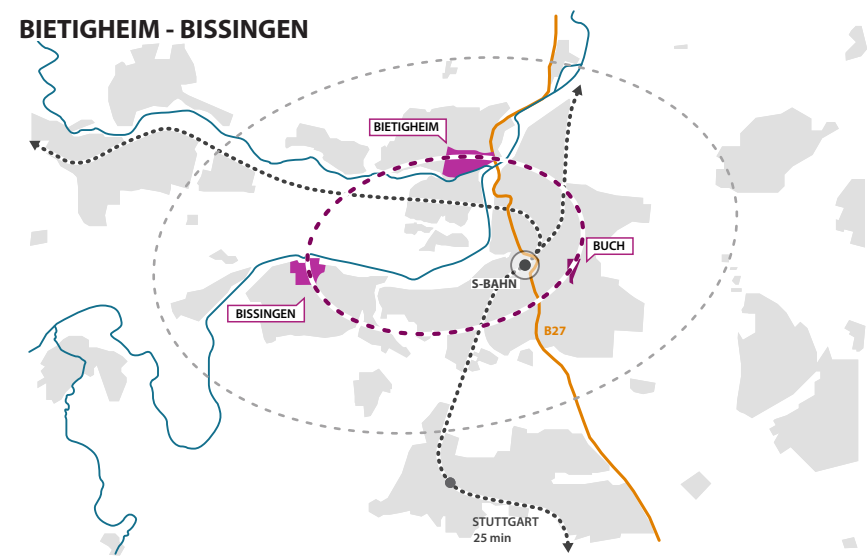 BIETIGHEIM - BISSINGEN
BIETIGHEIM
BUCH
S-BAHN
BISSINGEN
B27
STUTTGART
25 min